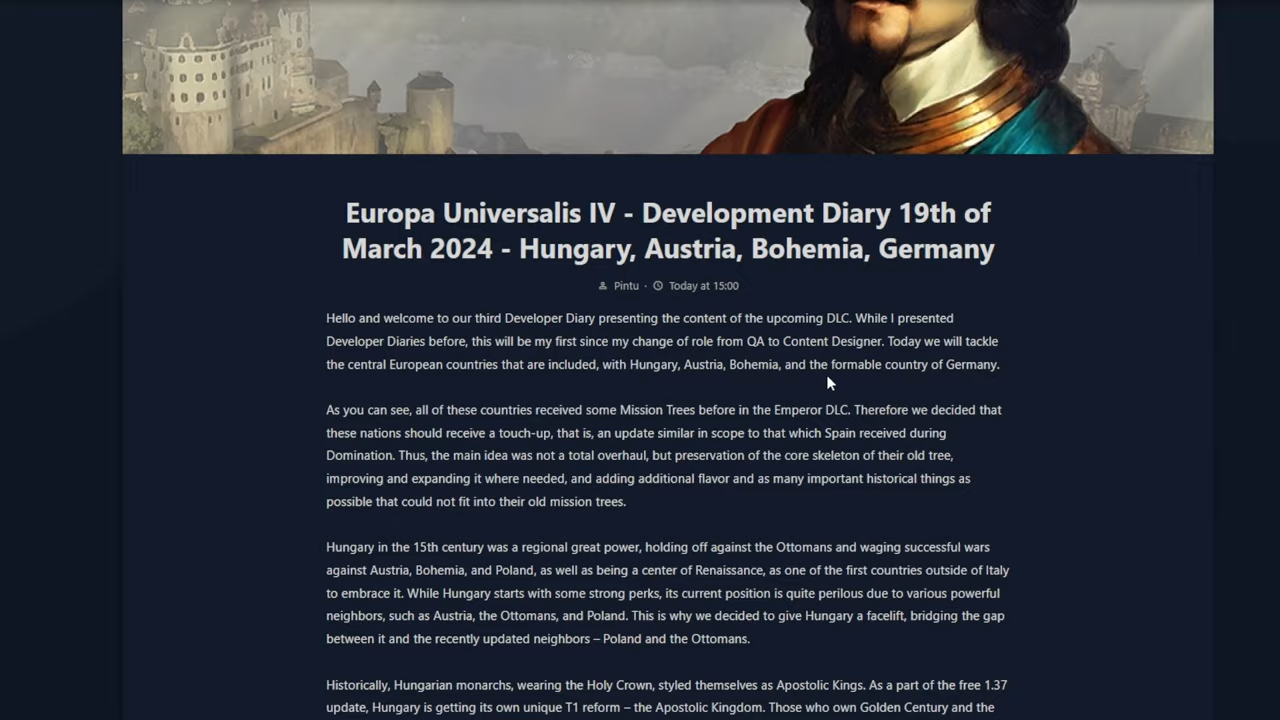 Europa Universalis IV - Development Diary 19th of
March 2024 - Hungary, Austria, Bohemia, Germany
Pintu · Today at 15:00
Hello and welcome to our third Developer Diary presenting the content of the upcoming DLC. While I presented
Developer Diaries before, this will be my first since my change of role from QA to Content Designer. Today we will tackle
the central European countries that are included, with Hungary, Austria, Bohemia, and the formable country of Germany.
As you can see, all of these countries received some Mission Trees before in the Emperor DLC. Therefore we decided that
these nations should receive a touch-up, that is, an update similar in scope to that which Spain received during
Domination. Thus, the main idea was not a total overhaul, but preservation of the core skeleton of their old tree,
improving and expanding it where needed, and adding additional flavor and as many important historical things as
possible that could not fit into their old mission trees.
Hungary in the 15th century was a regional great power, holding off against the Ottomans and waging successful wars
against Austria, Bohemia, and Poland, as well as being a center of Renaissance, as one of the first countries outside of Italy
to embrace it. While Hungary starts with some strong perks, its current position is quite perilous due to various powerful
neighbors, such as Austria, the Ottomans, and Poland. This is why we decided to give Hungary a facelift, bridging the gap
between it and the recently updated neighbors – Poland and the Ottomans.
Historically, Hungarian monarchs, wearing the Holy Crown, styled themselves as Apostolic Kings. As a part of the free 1.37
update, Hungary is getting its own unique T1 reform – the Apostolic Kingdom. Those who own Golden Century and the